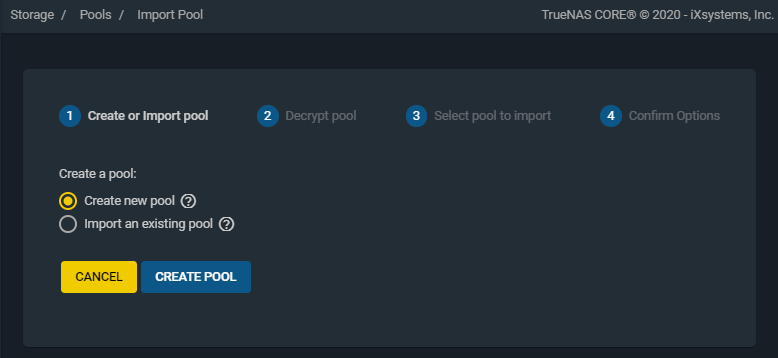 Storage / Pools / Import Pool TrueNAS CORE® © 2020 - iXsystems, Inc.
1 Create or Import pool 2 Decrypt pool 3 Select pool to import 4 Confirm Options
Create a pool:
Create new pool ?
Import an existing pool ?
CANCEL CREATE POOL